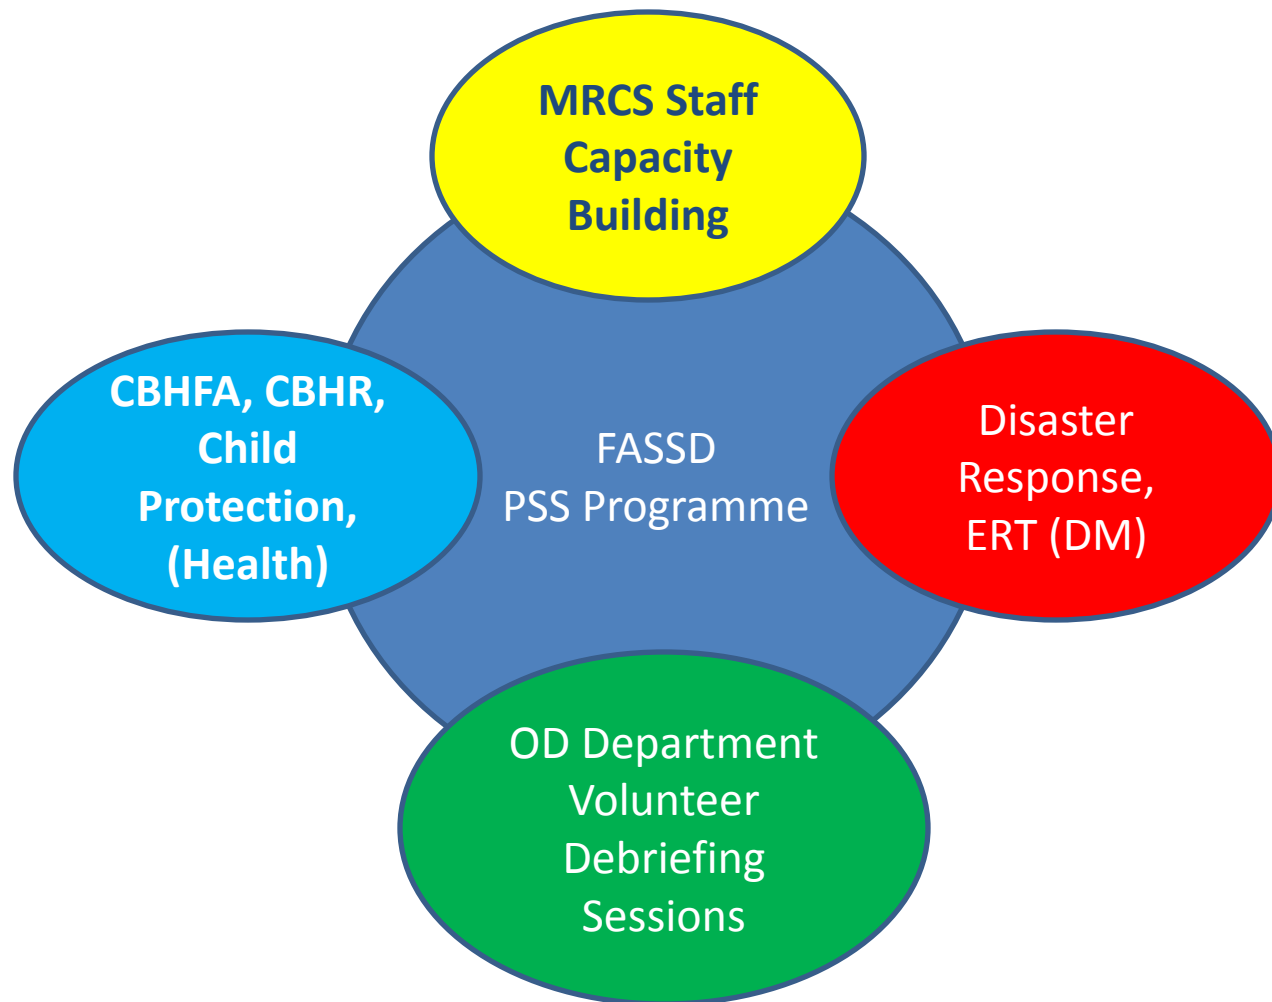 MRCS Staff
Capacity
Building
CBHFA, CBHR,
Child
Protection,
(Health)
FASSD
PSS Programme
Disaster
Response,
ERT (DM)
OD Department
Volunteer
Debriefing
Sessions